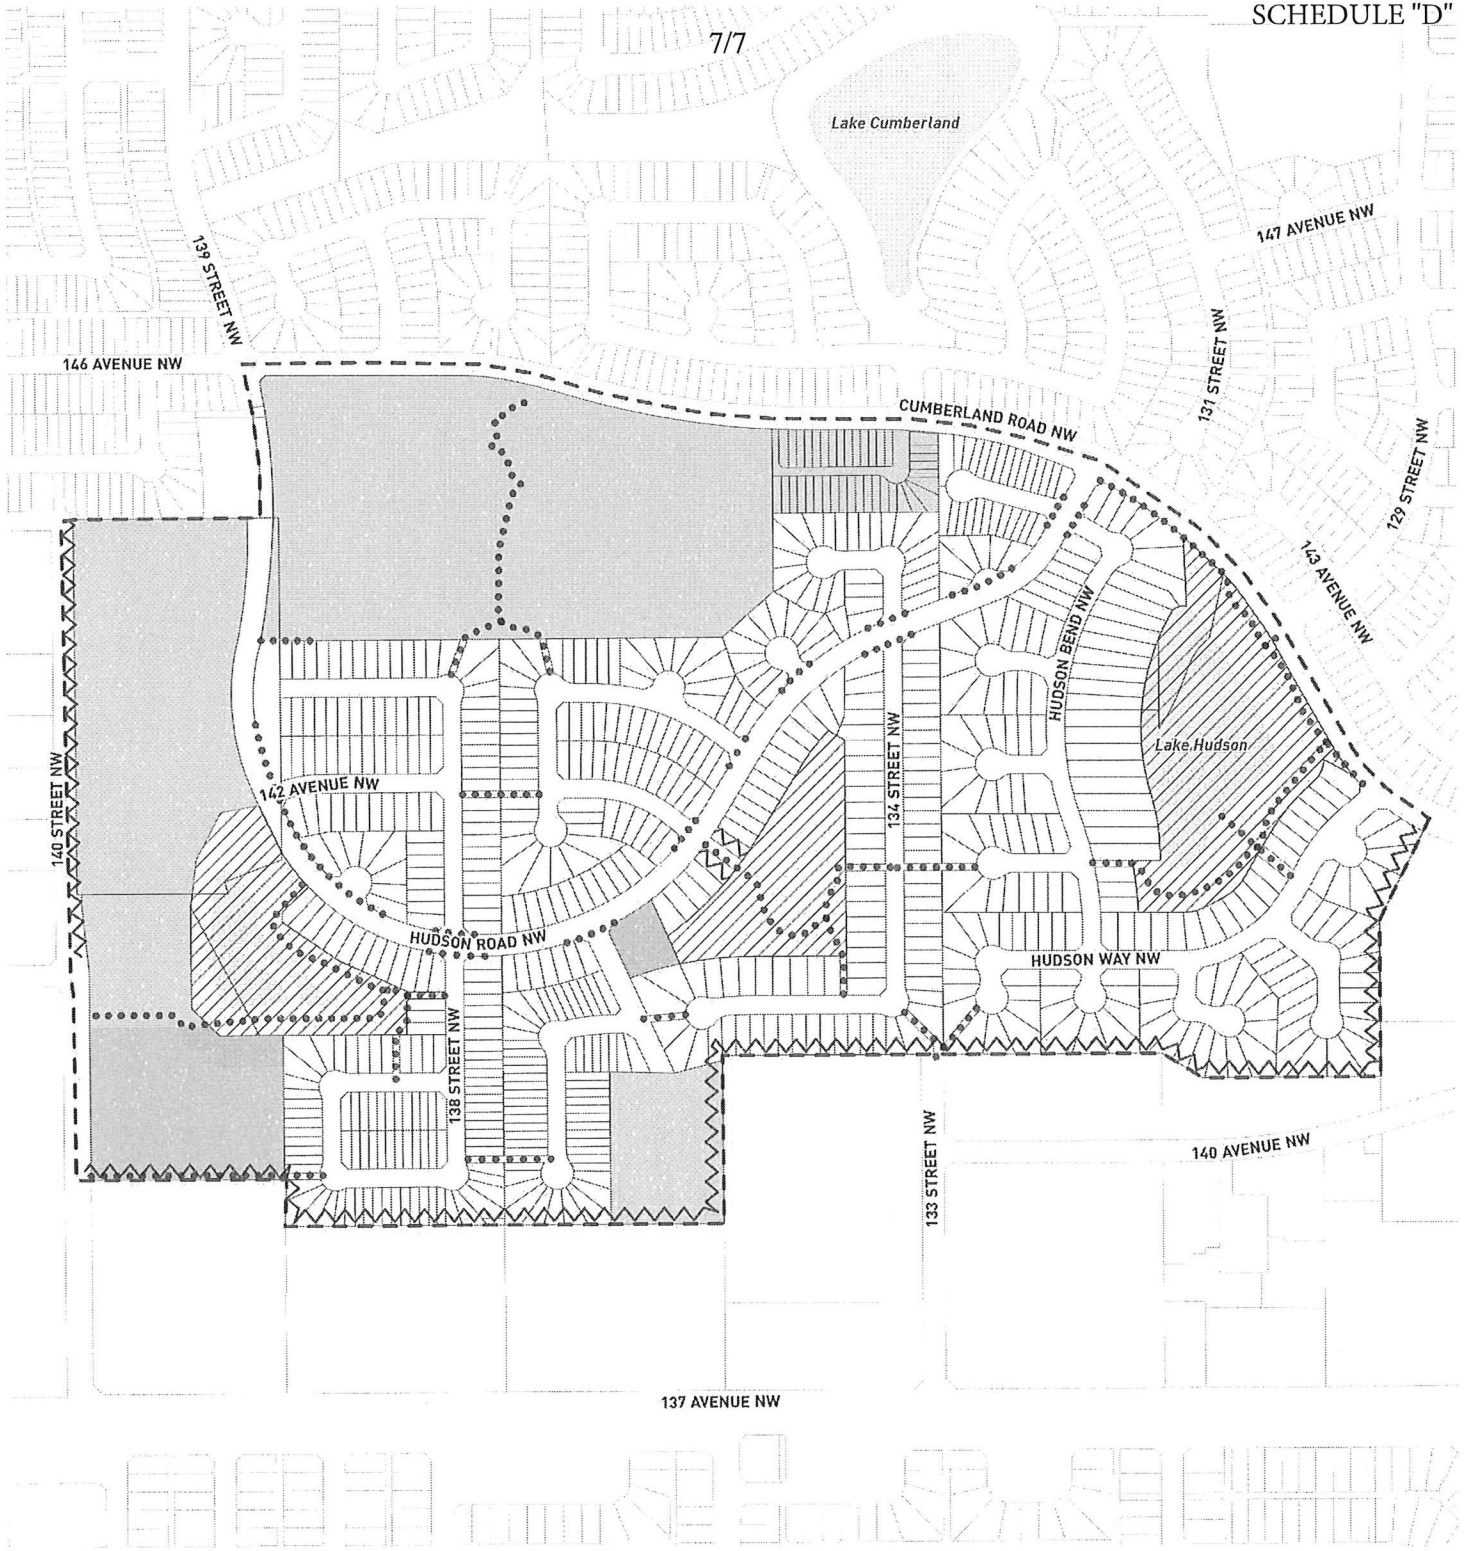 SCHEDULE "D"
7/7
Lake Cumberland
147 AVENUE NW
139 STREET NW
146 AVENUE NW
131 STREET NW
CUMBERLAND ROAD NW
129 STREET NW
143 AVENUE NW
HUDSON BEND NW
Lake Hudson
134 STREET NW
140 STREET NW
142 AVENUE NW
HUDSON ROAD NW
HUDSON WAY NW
138 STREET NW
133 STREET NW
140 AVENUE NW
137 AVENUE NW